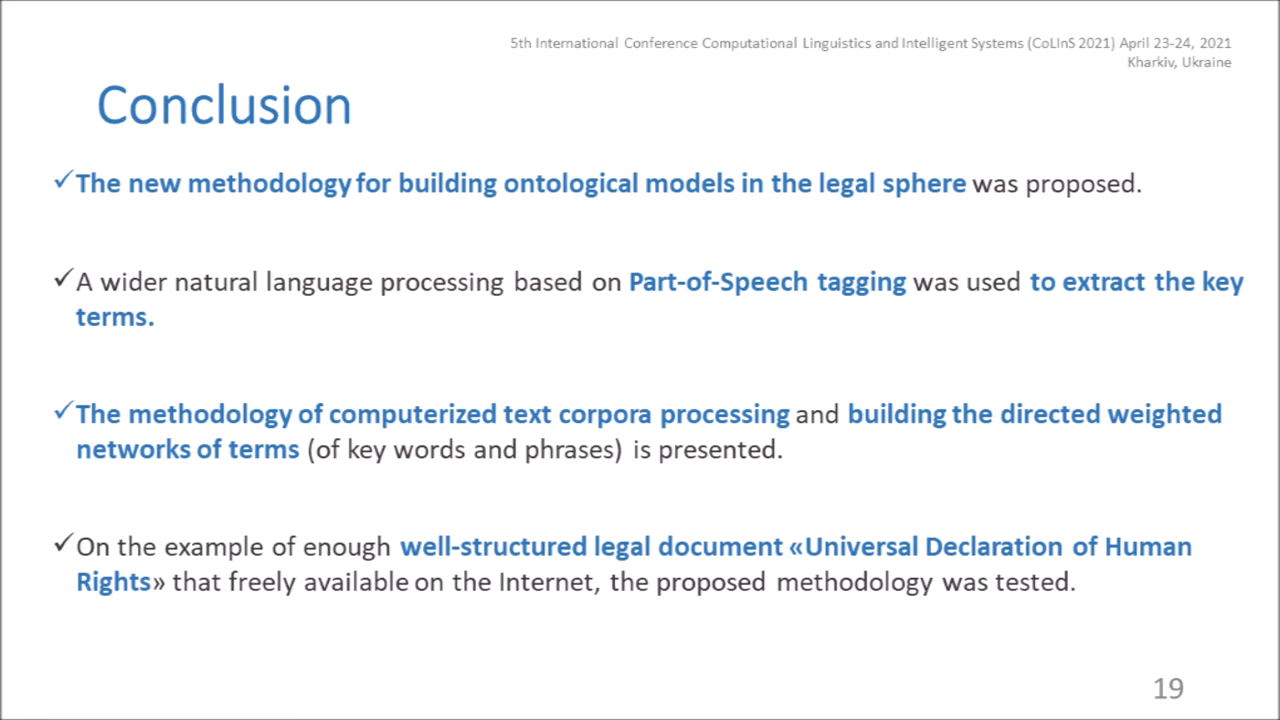 5th International Conference Computational Linguistics and Intelligent Systems (CoLInS 2021) April 23-24, 2021
Kharkiv, Ukraine
Conclusion
✓The new methodology for building ontological models in the legal sphere was proposed.
✓A wider natural language processing based on Part-of-Speech tagging was used to extract the key
terms.
✓The methodology of computerized text corpora processing and building the directed weighted
networks of terms (of key words and phrases) is presented.
✓On the example of enough well-structured legal document «Universal Declaration of Human
Rights» that freely available on the Internet, the proposed methodology was tested.
19